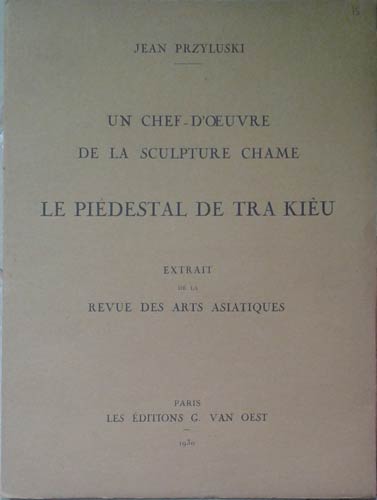 JEAN PRZYLUSKI
UN CHEF-D'ŒUVRE
DE LA SCULPTURE CHAME
LE PIÉDESTAL DE TRA KIÊU
EXTRAIT
DE LA
REVUE DES ARTS ASIATIQUES
PARIS
LES ÉDITIONS G. VAN OEST
1930